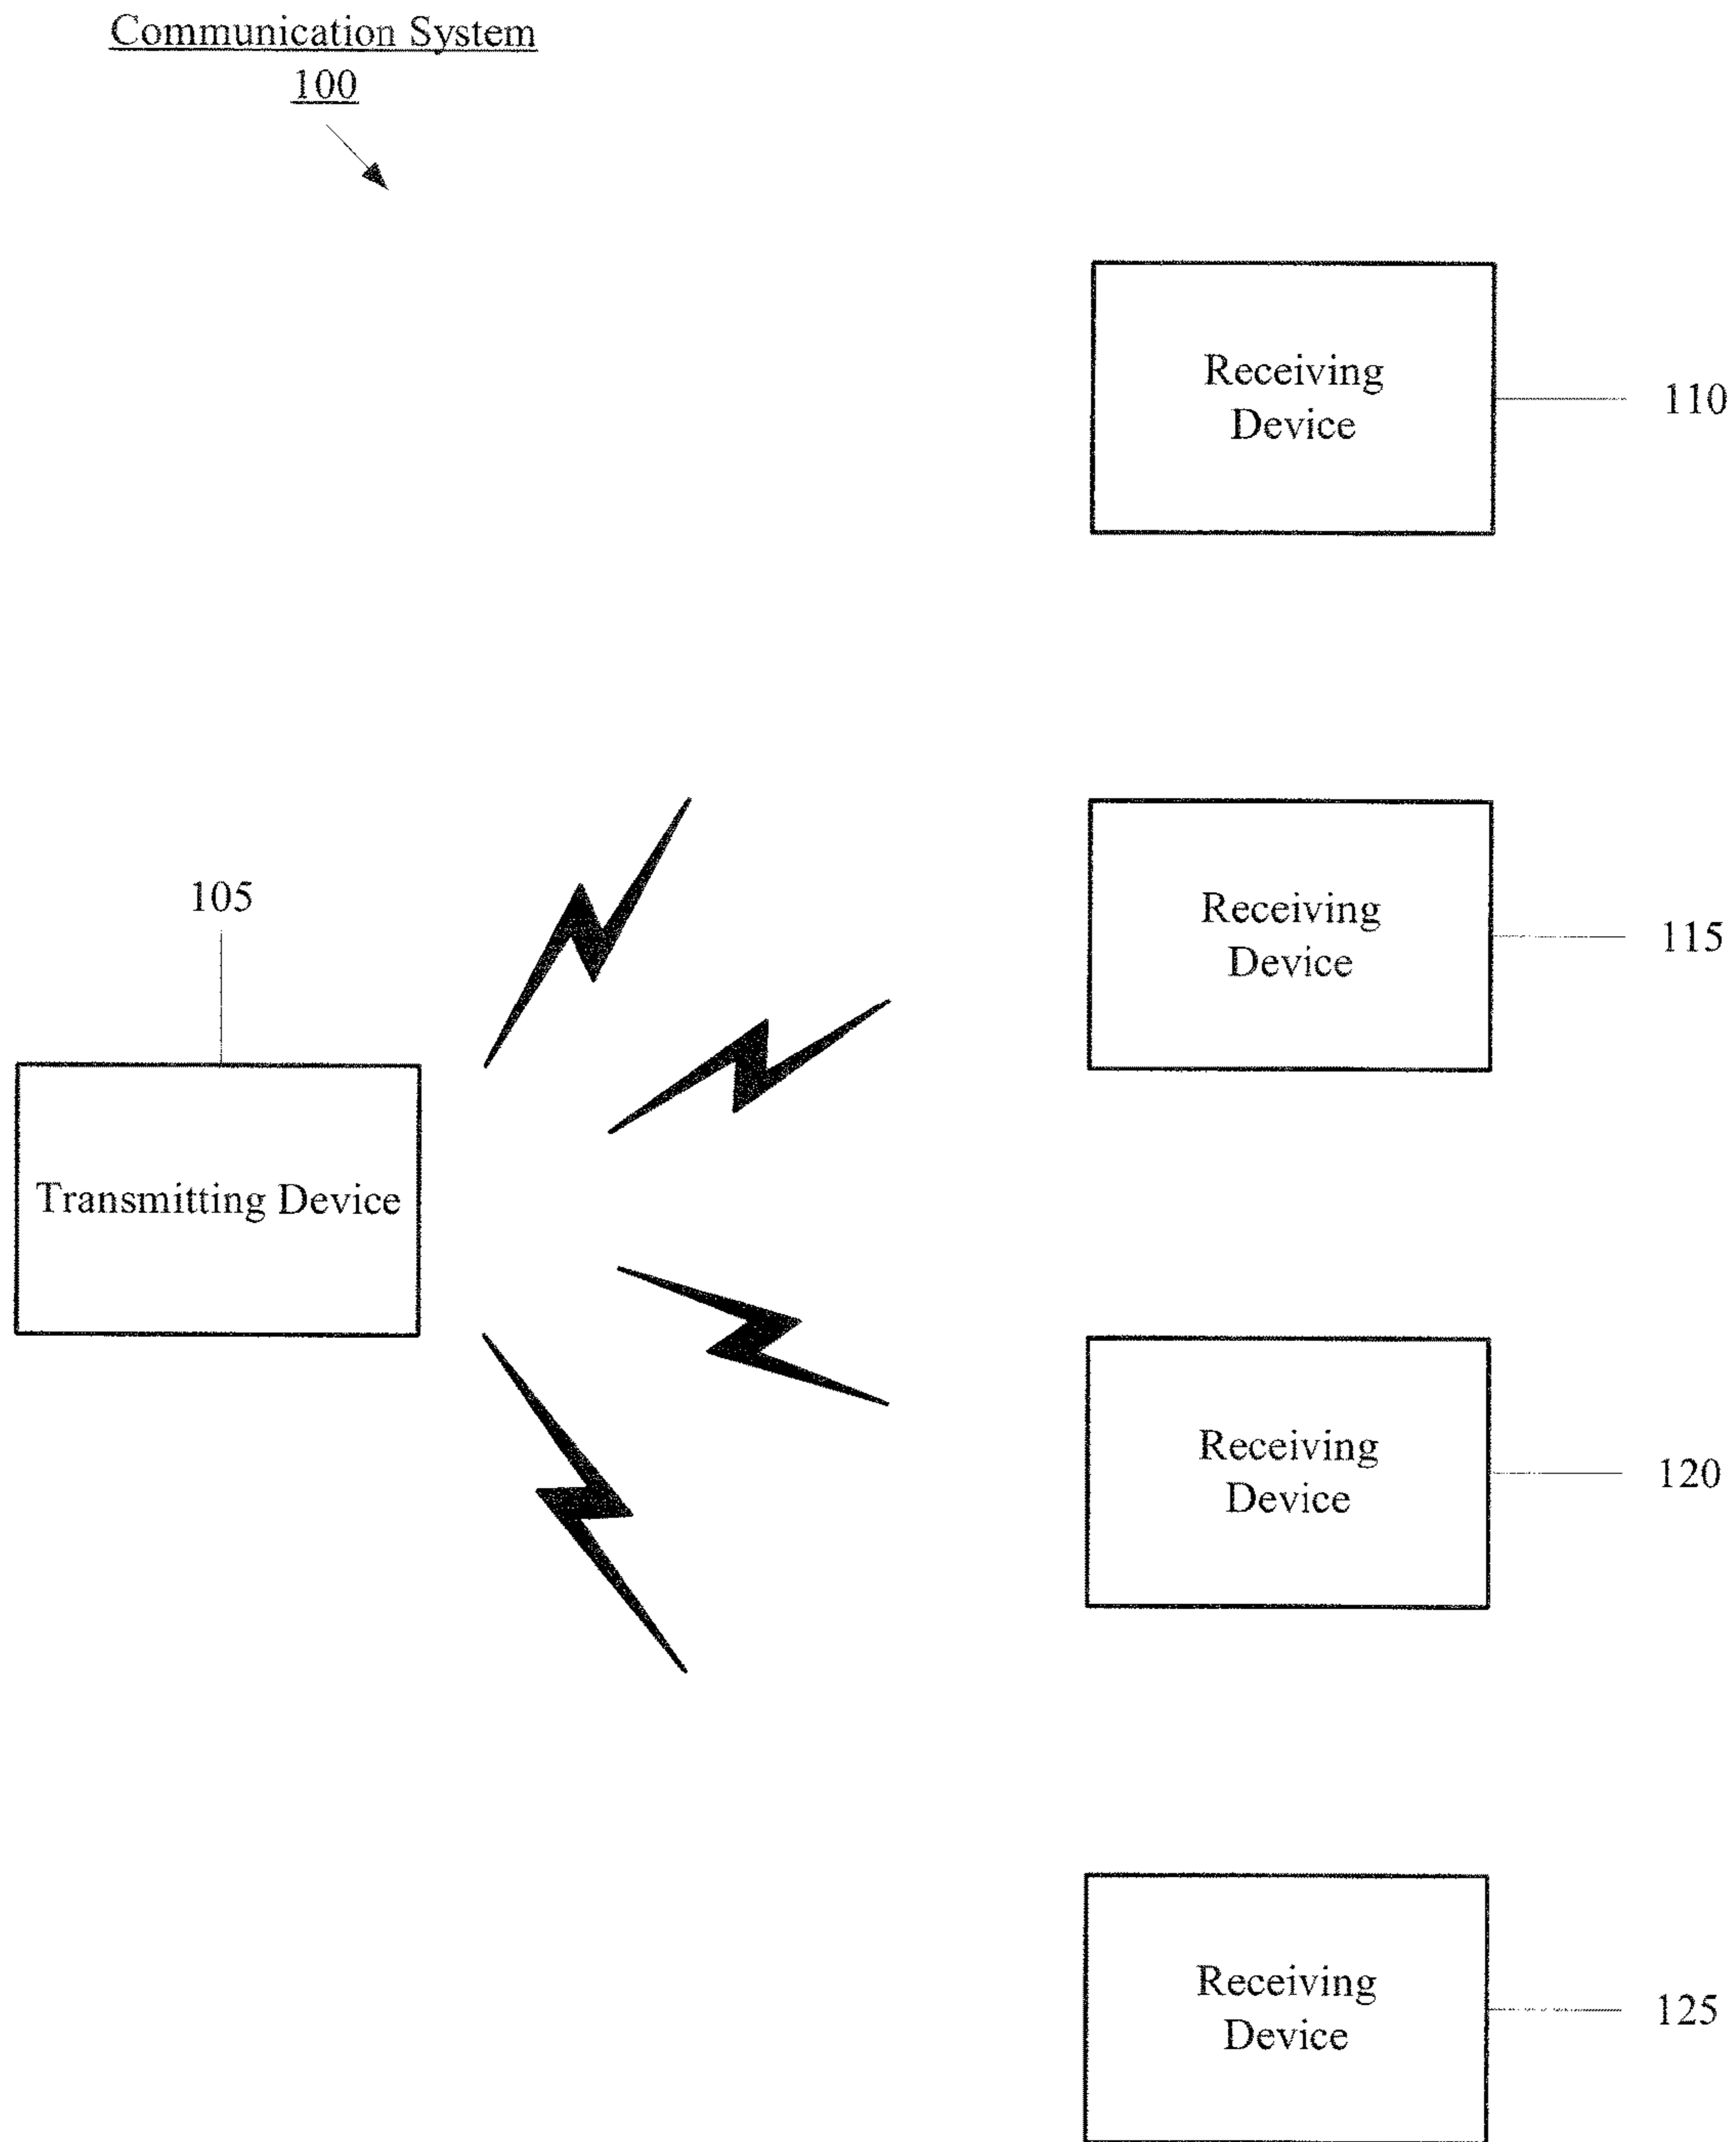 Communication System
100
Receiving
Device
110
Receiving
Device
115
105
Transmitting Device
Receiving
Device
120
Receiving
Device
125